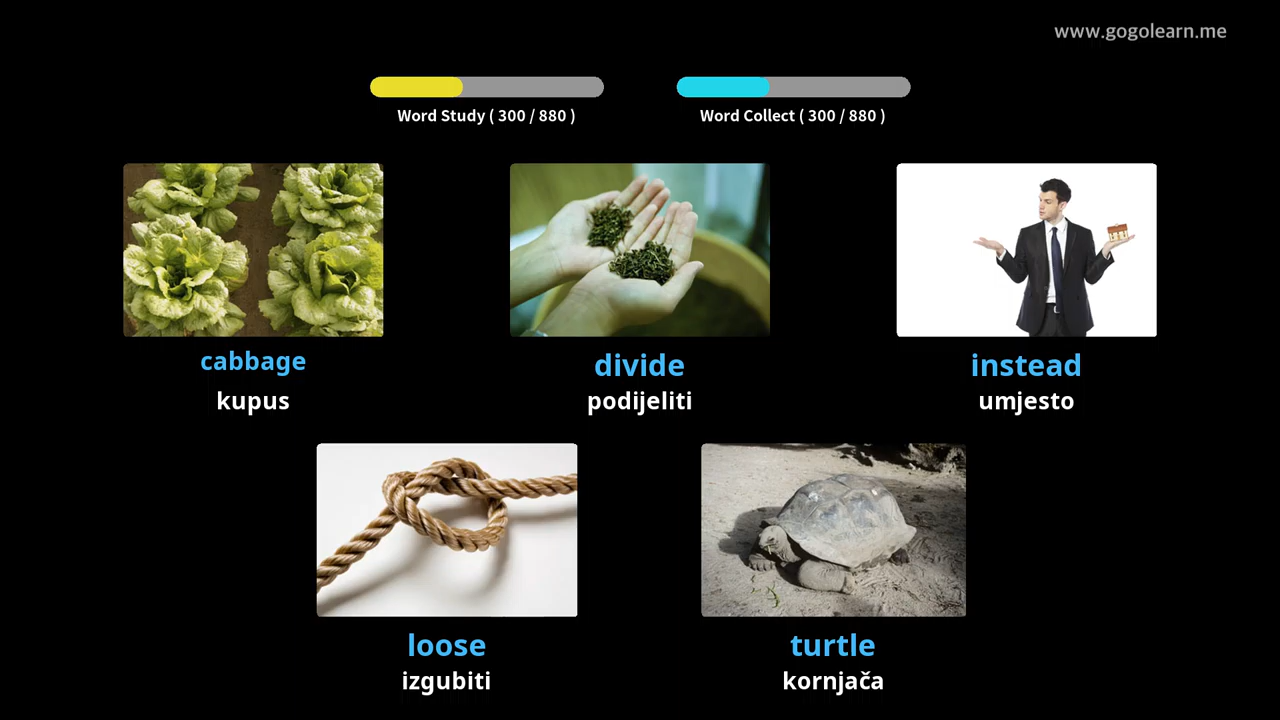 www.gogolearn.me
Word Study ( 300 / 880 )
Word Collect ( 300 / 880 )
cabbage
kupus
divide
podijeliti
instead
umjesto
loose
izgubiti
turtle
kornjača